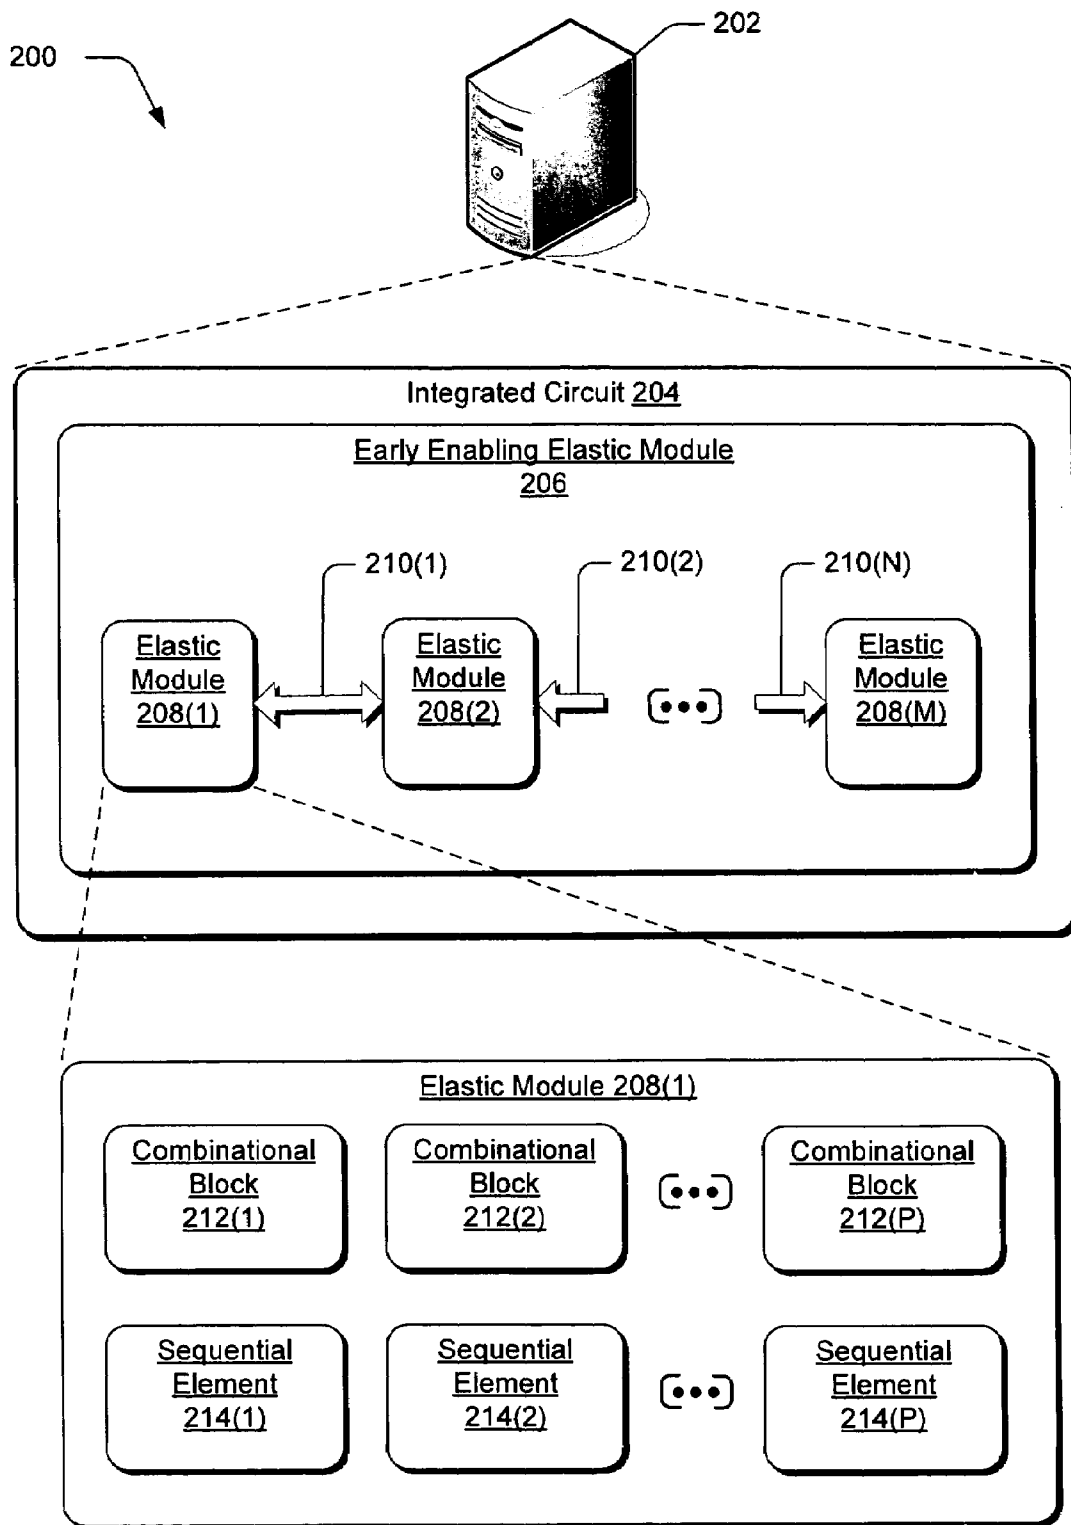 202
200
Integrated Circuit 204
Early Enabling Elastic Module
206
210(1)
210(2)
210(N)
Elastic
Module
208(1)
Elastic
Module
208(2)
Elastic
Module
208(M)
Elastic Module 208(1)
Combinational
Block
212(1)
Combinational
Block
212(2)
Combinational
Block
212(P)
Sequential
Element
214(1)
Sequential
Element
214(2)
Sequential
Element
214(P)